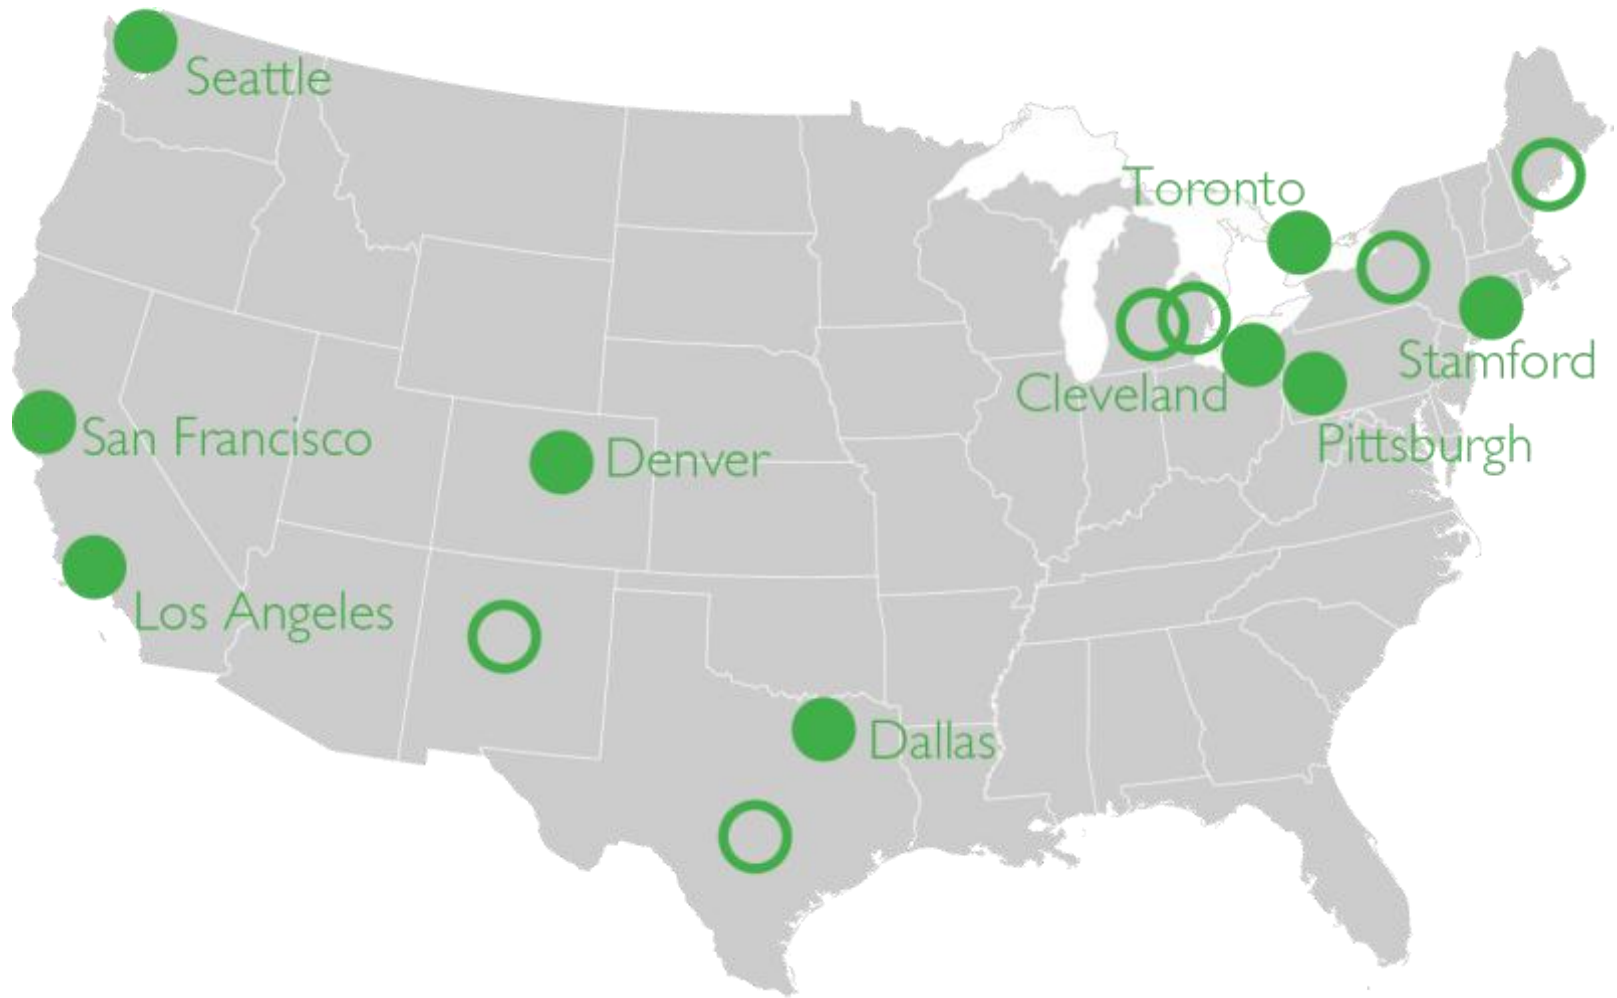 Seattle
Toronto
Stamford
Cleveland
San Francisco
Pittsburgh
Denver
Los Angeles
Dallas